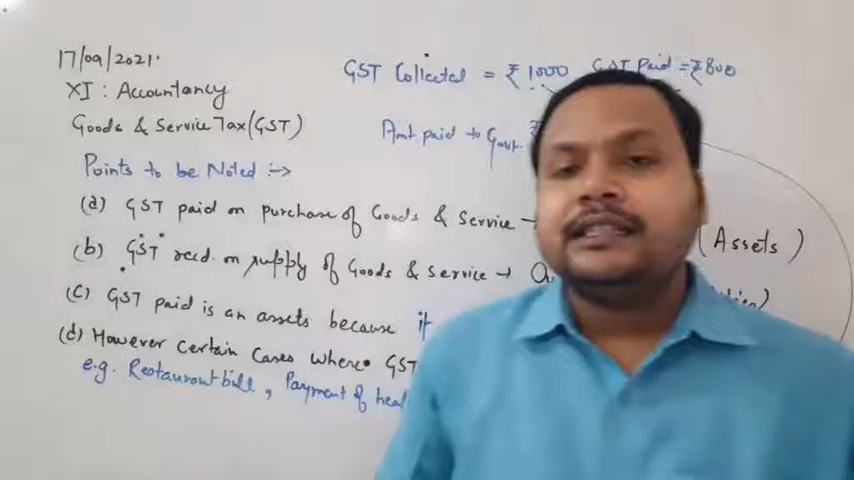 17/09/2021.
XI : Accountancy
Goods & Service Tax (GST)
GST Collected = ₹ 1000 GST Paid = ₹ 800
Amt paid to Govt. ₹
Points to be Noted :→
(a) GST paid on purchase of Goods & Service → (Assets)
(b) GST recd. on supply of Goods & Service →
(c) GST paid is an assets because it
(d) However Certain Cases where GST
e.g. Restaurant bill, Payment of